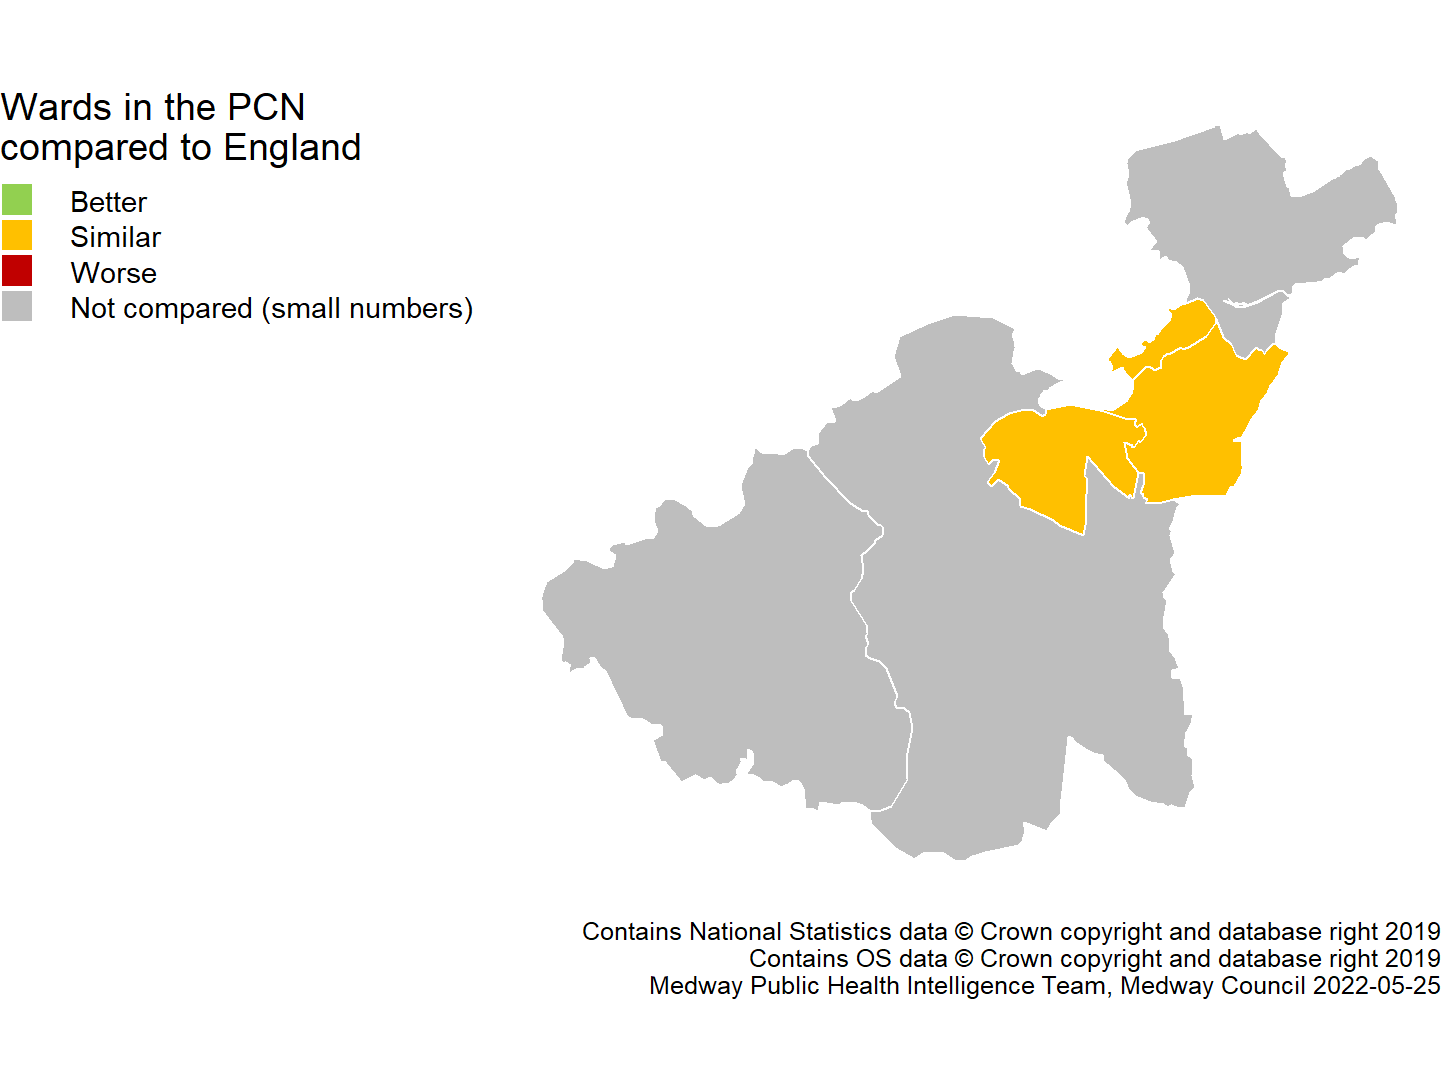 Wards in the PCN
compared to England
Better
Similar
Worse
Not compared (small numbers)
Contains National Statistics data © Crown copyright and database right 2019
Contains OS data © Crown copyright and database right 2019
Medway Public Health Intelligence Team, Medway Council 2022-05-25